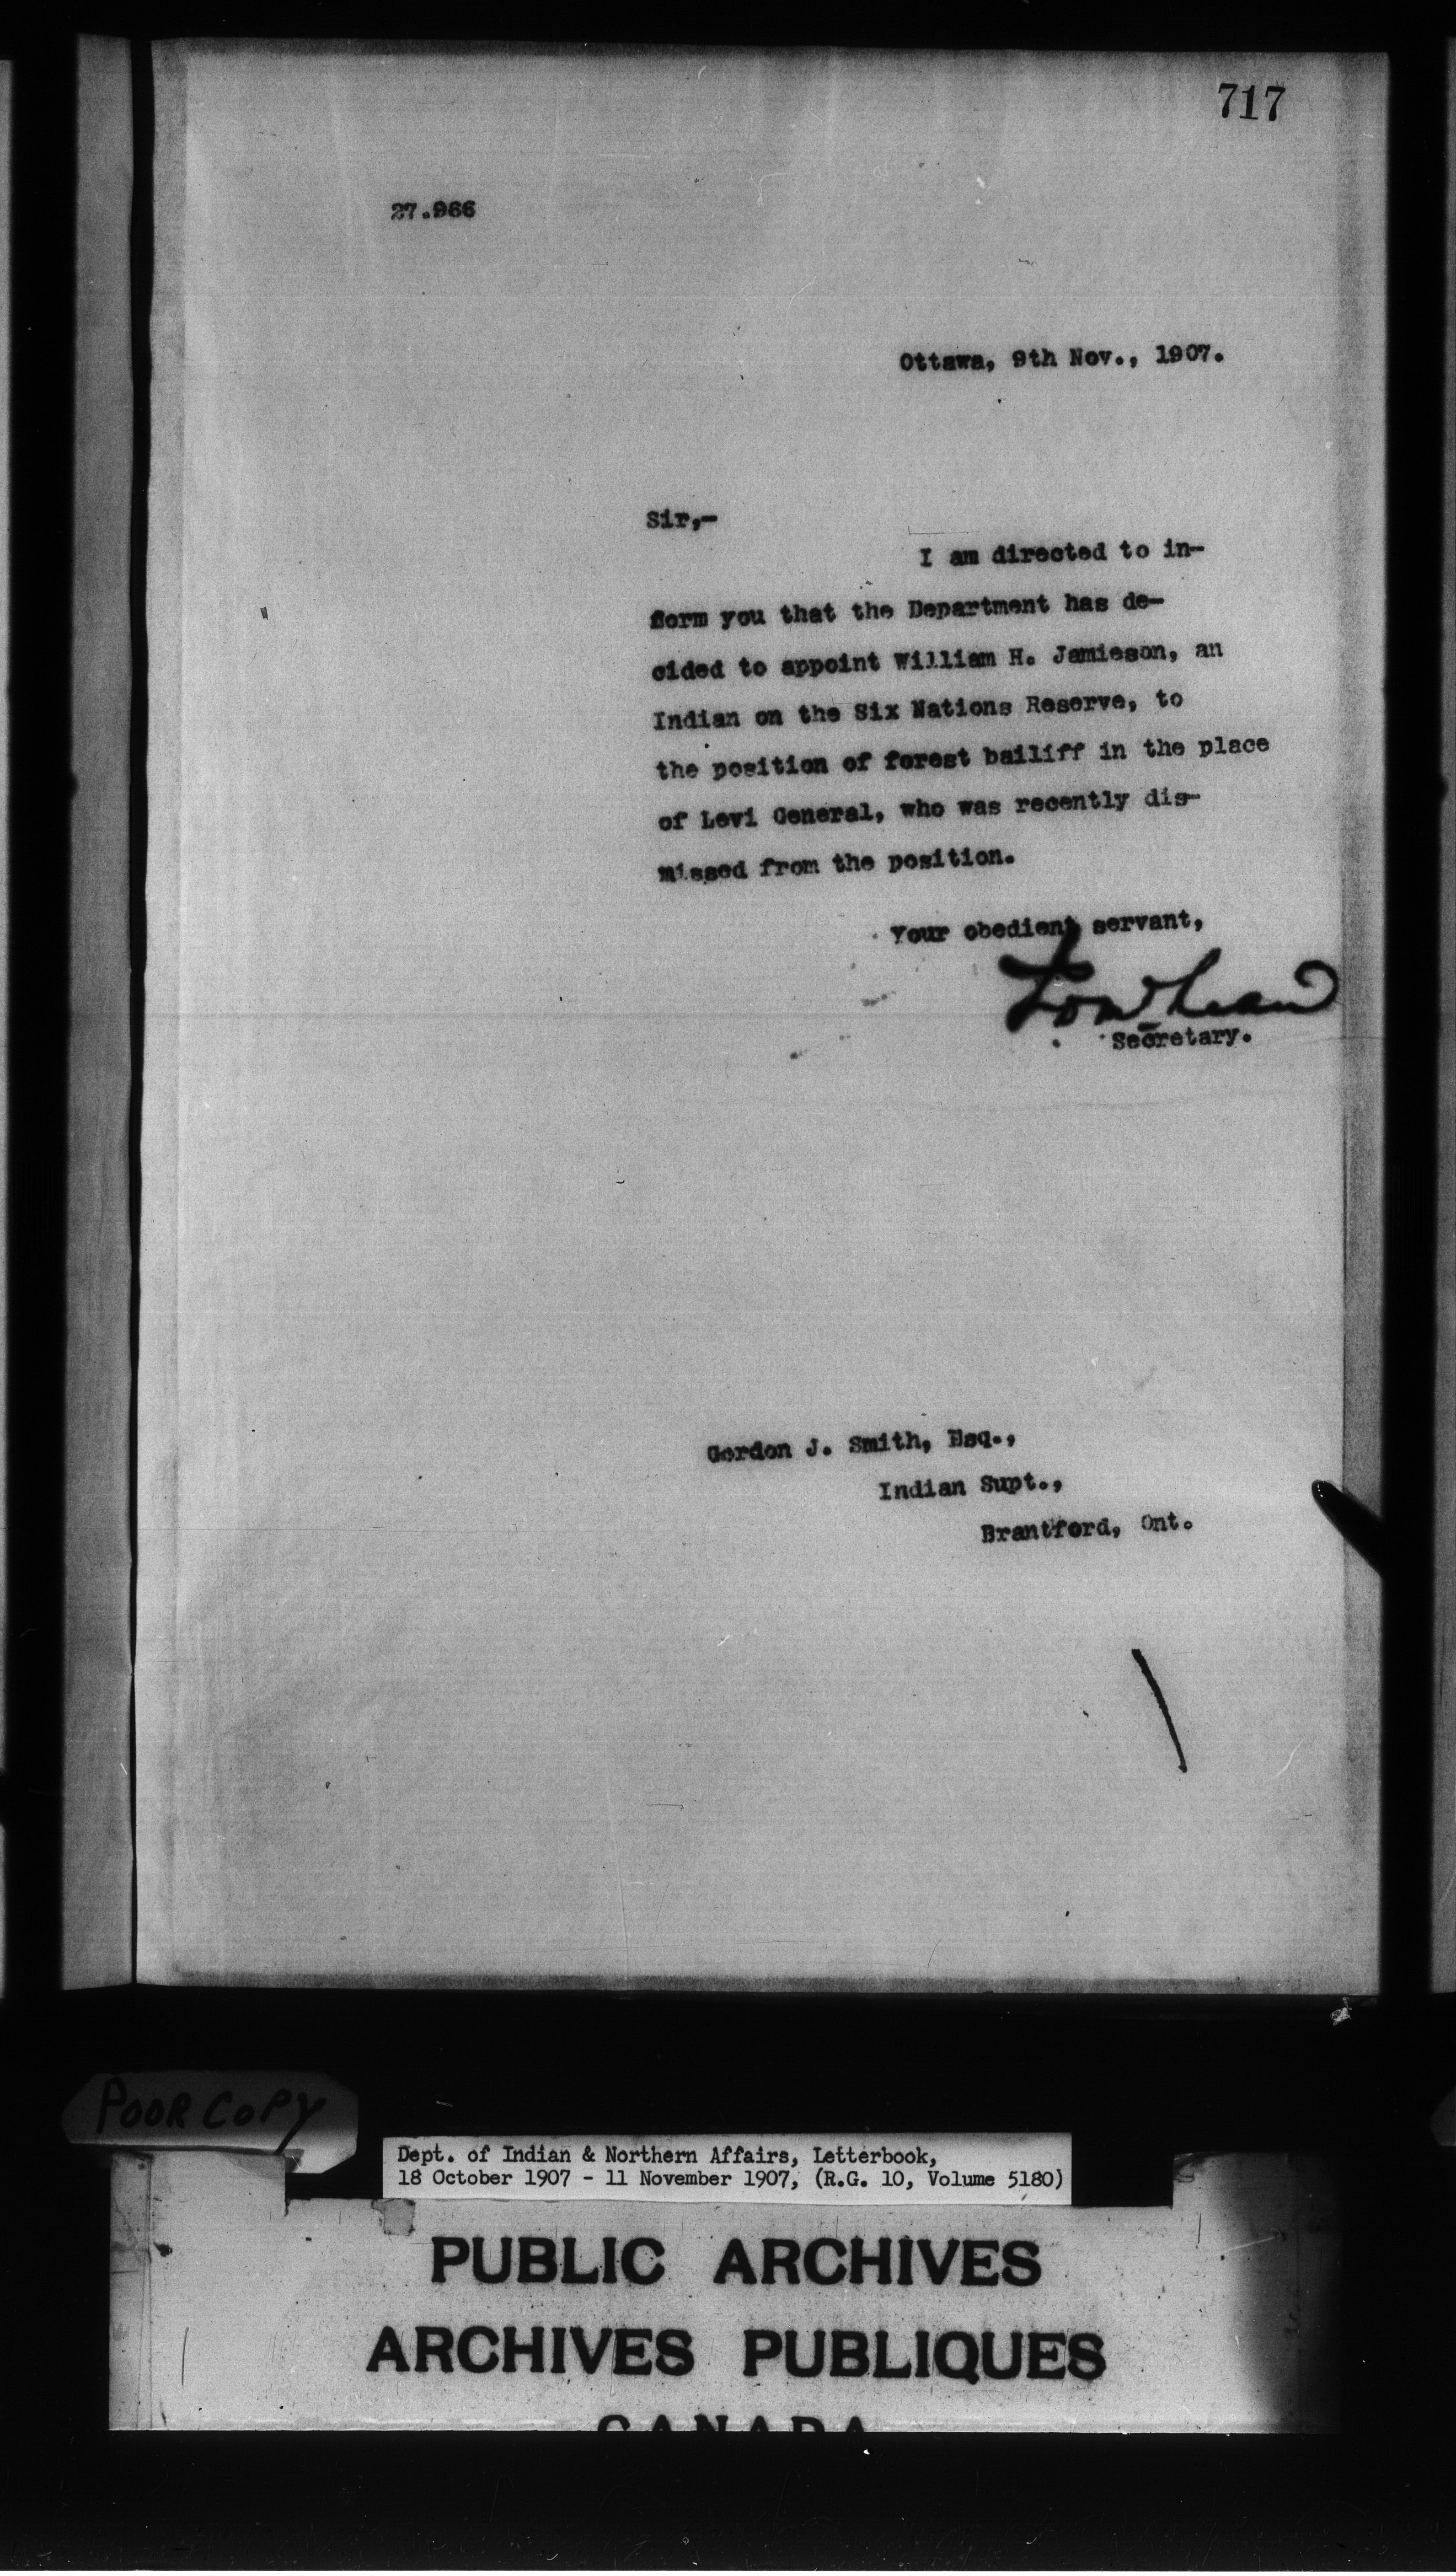 717
27.966
Ottawa, 9th Nov., 1907.
Sir,-
I am directed to in-
form you that the Department has de-
cided to appoint William H. Jamieson, an
Indian on the Six Nations Reserve, to
the position of forest bailiff in the place
of Levi General, who was recently dis-
missed from the position.
Your obedient servant,
Secretary.
Gordon J. Smith, Esq.,
Indian Supt.,
Brantford, Ont.
POOR COPY
Dept. of Indian & Northern Affairs, Letterbook,
18 October 1907 - 11 November 1907, (R.G. 10, Volume 5180)
PUBLIC ARCHIVES
ARCHIVES PUBLIQUES
CANADA